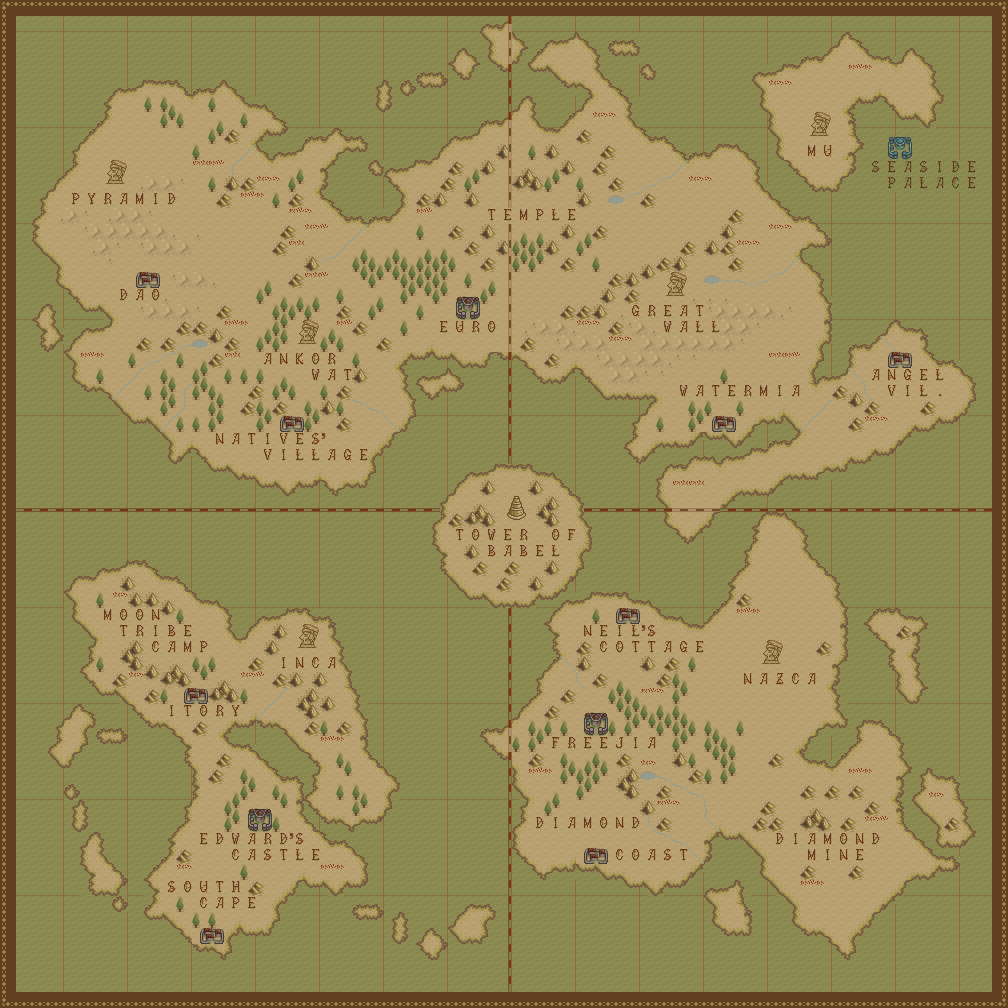 MU
SEASIDE
PALACE
PYRAMID
TEMPLE
DAO
GREAT
WALL
EURO
ANKOR
WAT
ANGEL
VIL.
WATERMIA
NATIVES'
VILLAGE
TOWER OF
BABEL
MOON
TRIBE
CAMP
NEIL'S
COTTAGE
INCA
NAZCA
ITORY
FREEJIA
DIAMOND
COAST
EDWARD'S
CASTLE
DIAMOND
MINE
SOUTH
CAPE